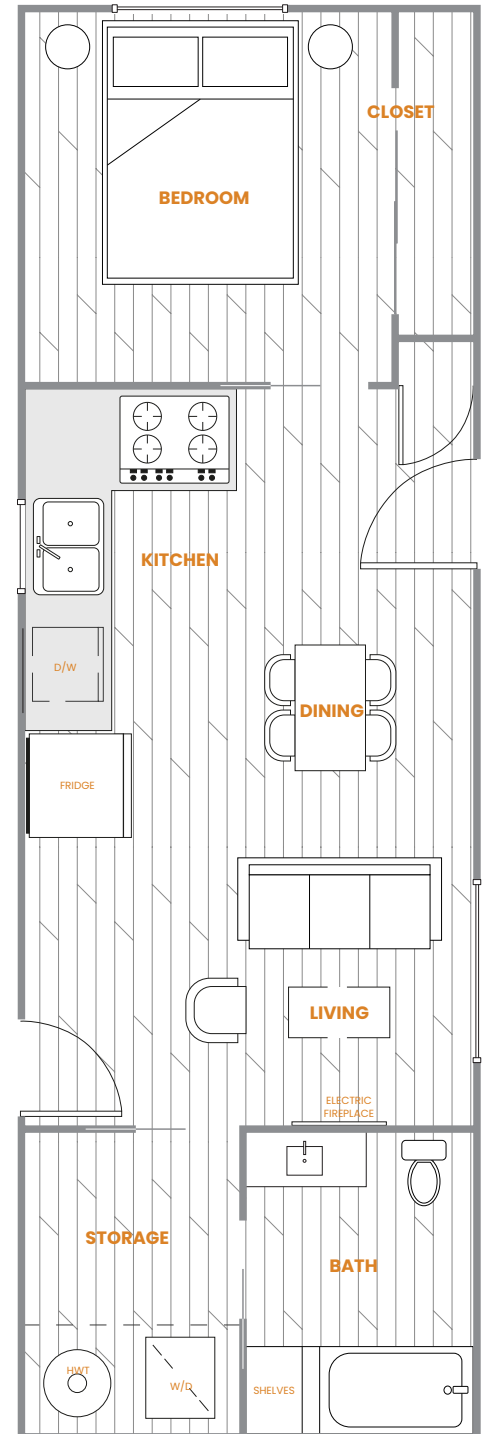 CLOSET
BEDROOM
KITCHEN
D/W
DINING
FRIDGE
LIVING
ELECTRIC
FIREPLACE
STORAGE
BATH
HWT
W/D
SHELVES